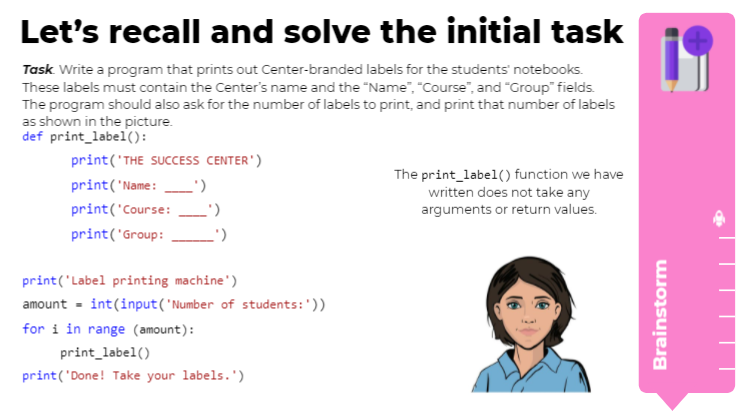 Let's recall and solve the initial task
Task. Write a program that prints out Center-branded labels for the students' notebooks.
These labels must contain the Center's name and the “Name”, “Course”, and “Group” fields.
The program should also ask for the number of labels to print, and print that number of labels
as shown in the picture.
def print_label():
print('THE SUCCESS CENTER')
print('Name: ____')
print('Course: ____')
print('Group: ______')
print('Label printing machine')
amount = int(input('Number of students:'))
for i in range (amount):
print_label()
print('Done! Take your labels.')
The print_label() function we have
written does not take any
arguments or return values.
Brainstorm